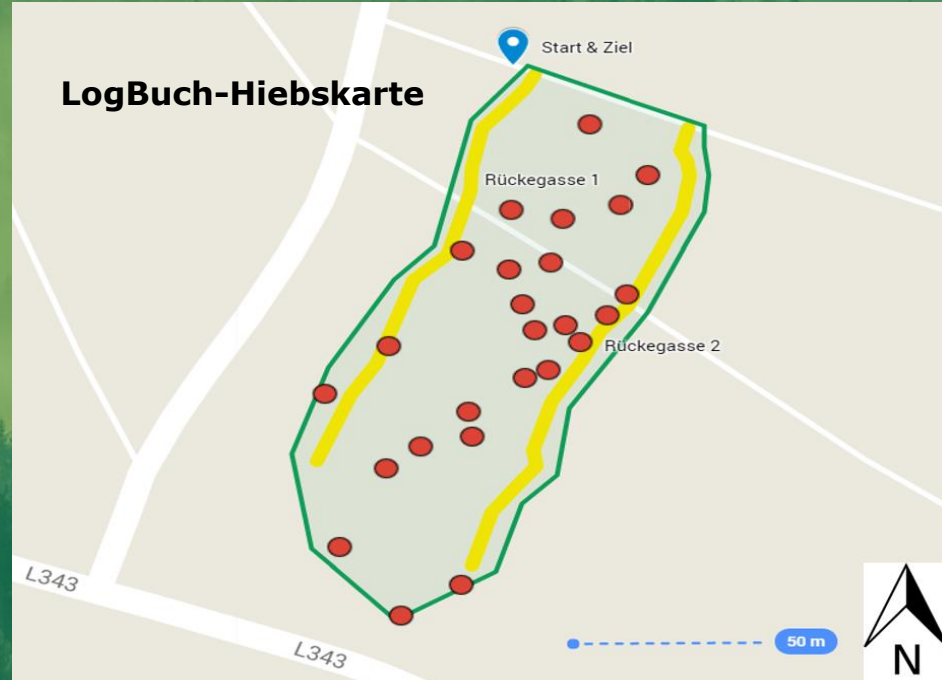 Start & Ziel
LogBuch-Hiebskarte
Rückegasse 1
Rückegasse 2
L343
L343
50 m
N